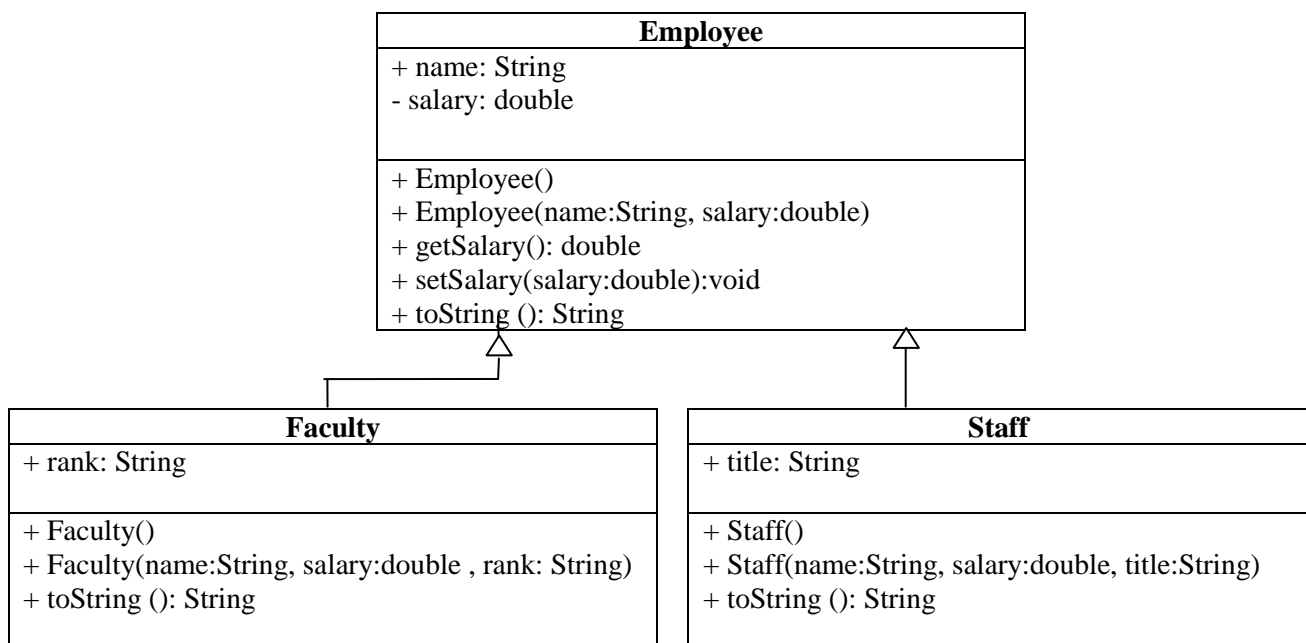 Employee
+ name: String
- salary: double
+ Employee()
+ Employee(name:String, salary:double)
+ getSalary(): double
+ setSalary(salary:double):void
+ toString (): String
Faculty
+ rank: String
+ Faculty()
+ Faculty(name:String, salary:double , rank: String)
+ toString (): String
Staff
+ title: String
+ Staff()
+ Staff(name:String, salary:double, title:String)
+ toString (): String